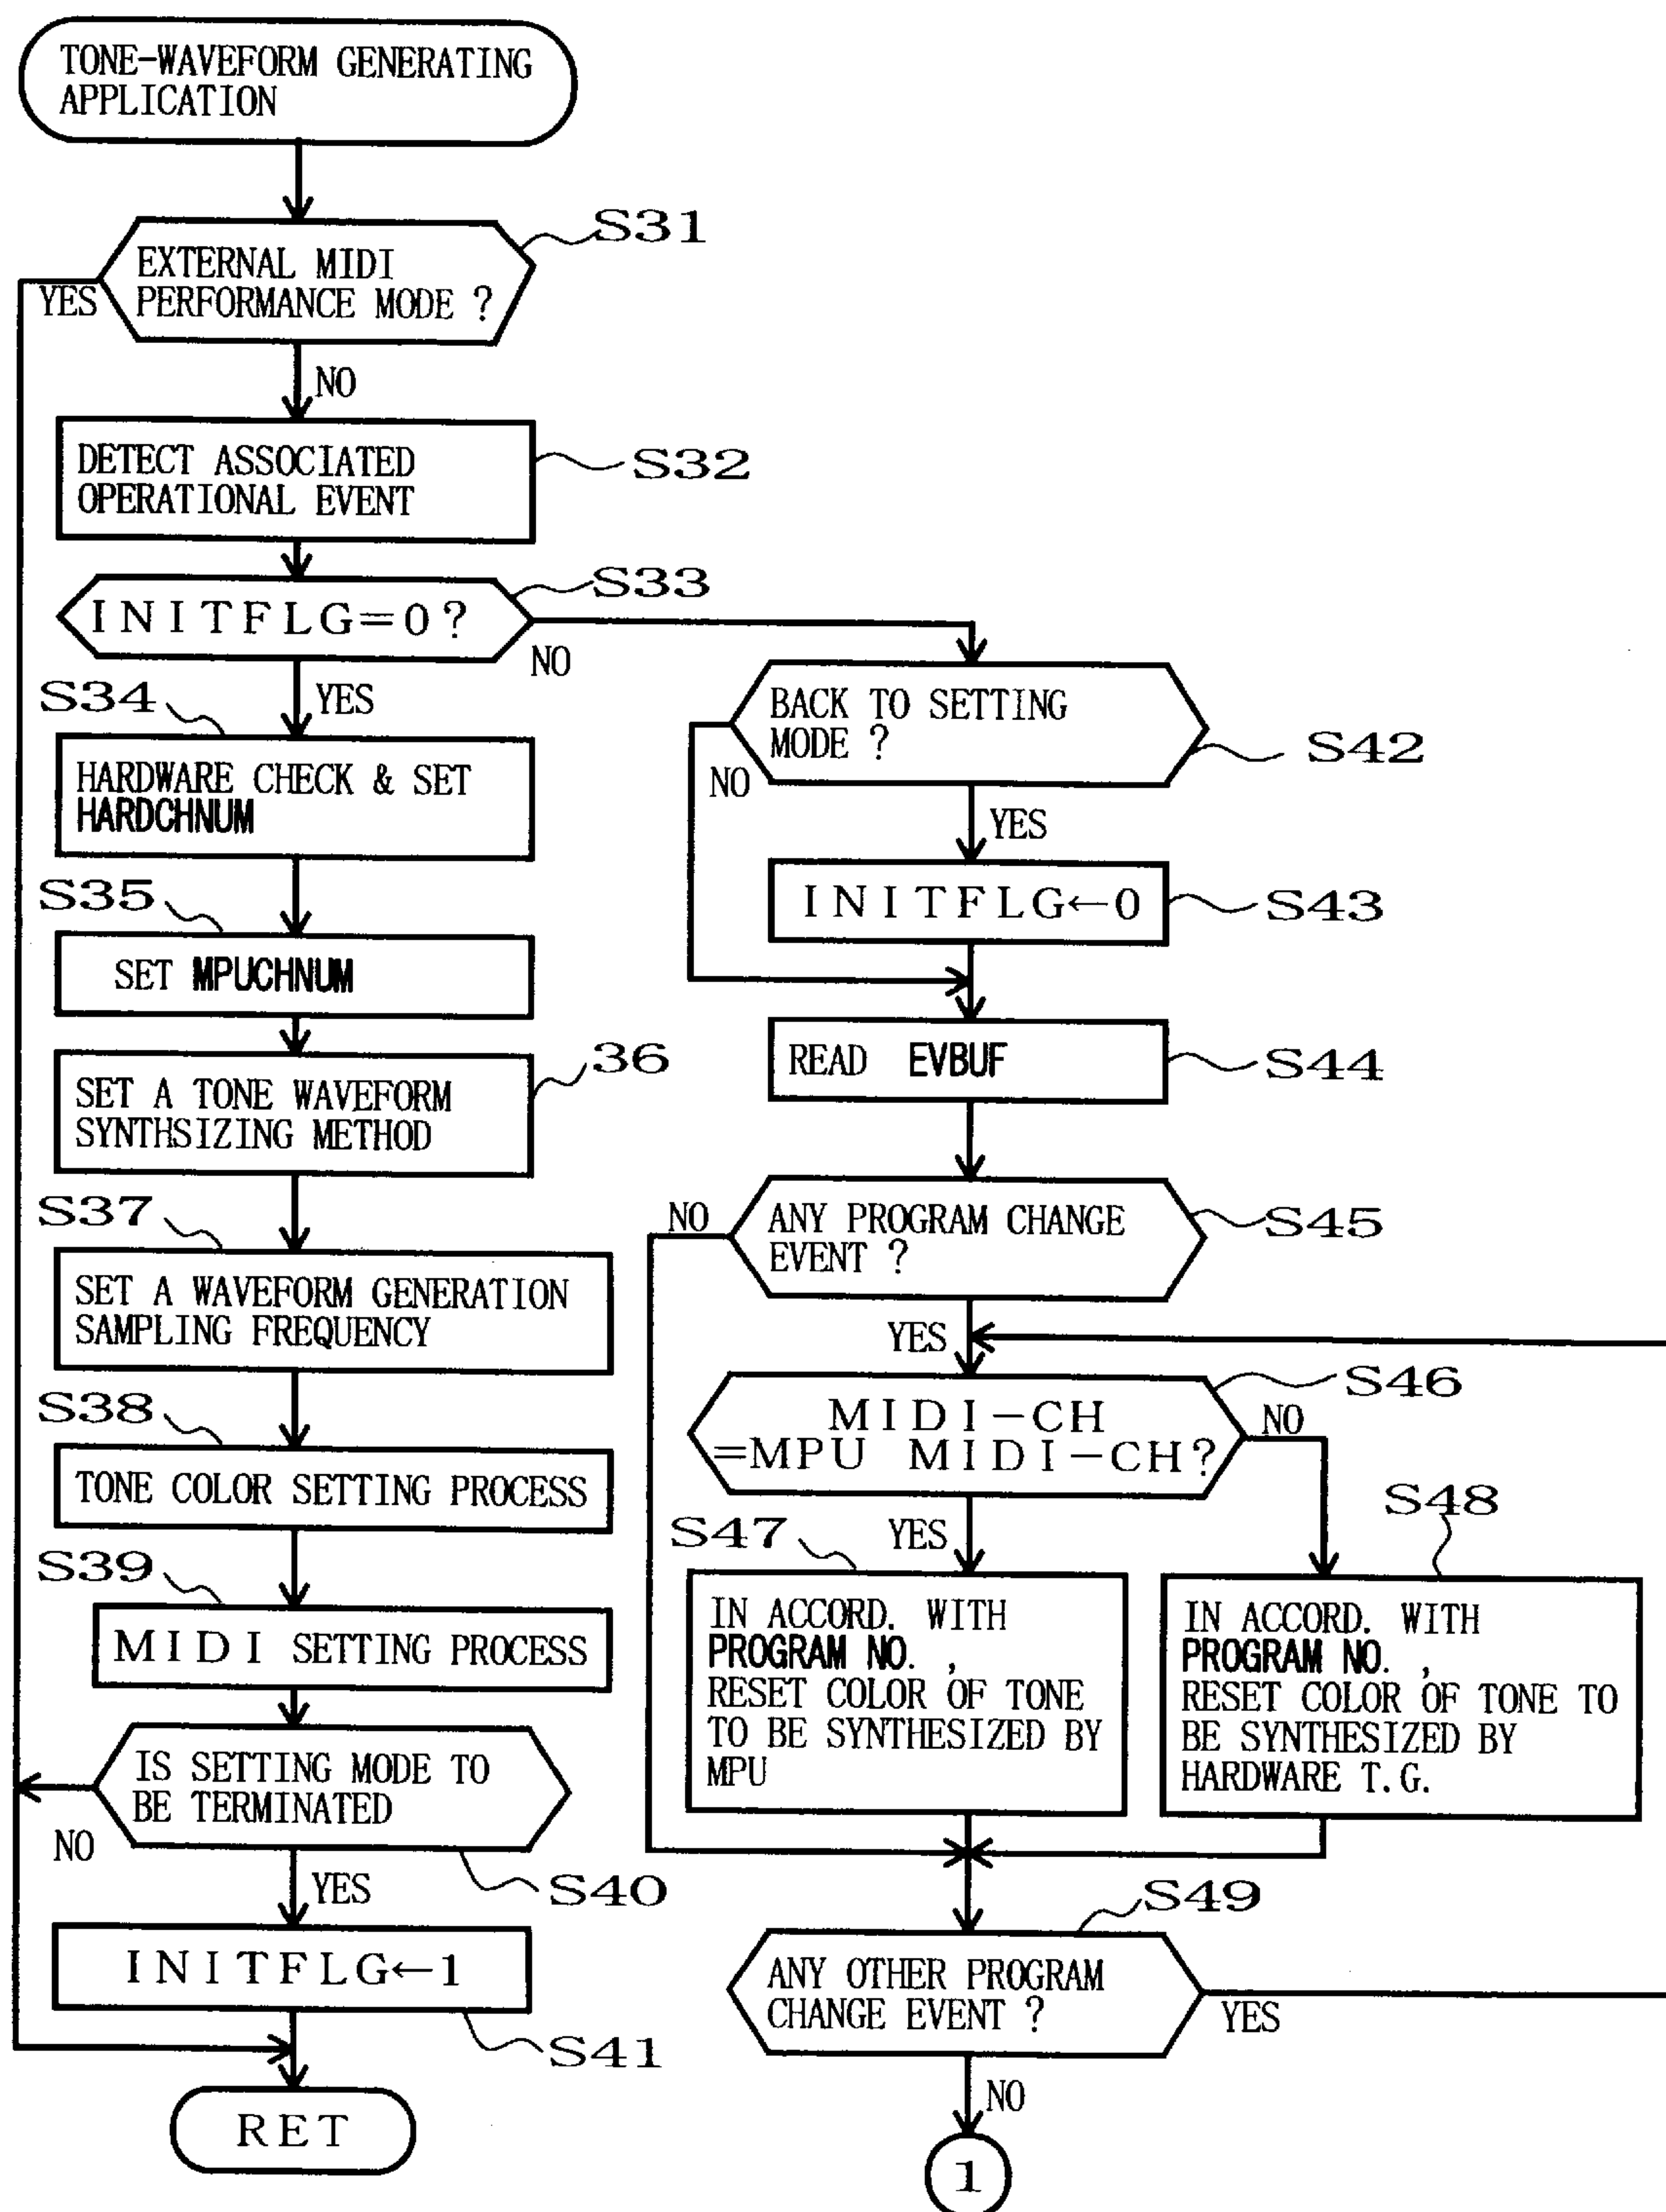 TONE-WAVEFORM GENERATING
APPLICATION
S31
EXTERNAL MIDI
PERFORMANCE MODE ?
YES
NO
DETECT ASSOCIATED
OPERATIONAL EVENT
S32
INITFLG=0?
S33
NO
YES
S34
HARDWARE CHECK & SET
HARDCHNUM
S35
SET MPUCHNUM
36
SET A TONE WAVEFORM
SYNTHSIZING METHOD
S37
SET A WAVEFORM GENERATION
SAMPLING FREQUENCY
S38
TONE COLOR SETTING PROCESS
S39
MIDI SETTING PROCESS
IS SETTING MODE TO
BE TERMINATED
NO
YES
S40
INITFLG←1
S41
RET
BACK TO SETTING
MODE ?
S42
NO
YES
INITFLG←0
S43
READ EVBUF
S44
NO
ANY PROGRAM CHANGE
EVENT ?
S45
YES
S46
MIDI-CH
=MPU MIDI-CH?
NO
YES
S47
IN ACCORD. WITH
PROGRAM NO. ,
RESET COLOR OF TONE
TO BE SYNTHESIZED BY
MPU
S48
IN ACCORD. WITH
PROGRAM NO. ,
RESET COLOR OF TONE TO
BE SYNTHESIZED BY
HARDWARE T.G.
S49
ANY OTHER PROGRAM
CHANGE EVENT ?
YES
NO
1